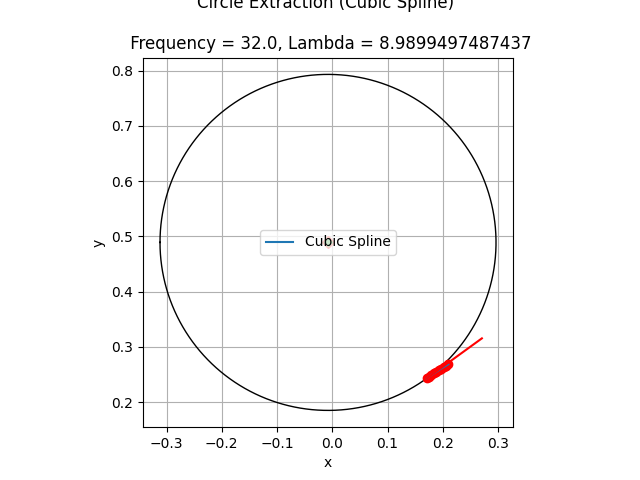 Circle Extraction (Cubic Spline)
Frequency = 32.0, Lambda = 8.9899497487437
0.8
0.7
0.6
0.5
0.4
0.3
0.2
y
Cubic Spline
−0.3 −0.2 −0.1 0.0 0.1 0.2 0.3
x